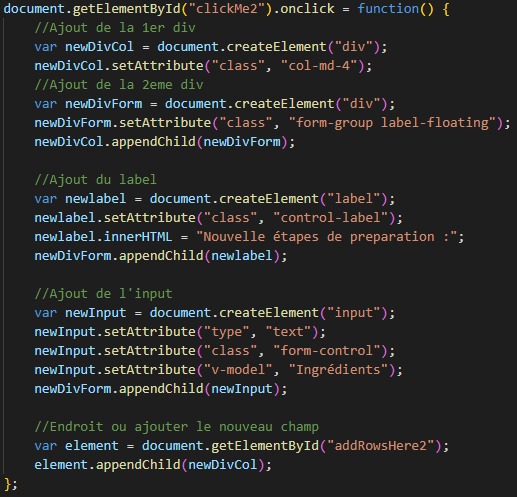 document.getElementById("clickMe2").onclick = function() {
    //Ajout de la 1er div
    var newDivCol = document.createElement("div");
    newDivCol.setAttribute("class", "col-md-4");
    //Ajout de la 2eme div
    var newDivForm = document.createElement("div");
    newDivForm.setAttribute("class", "form-group label-floating");
    newDivCol.appendChild(newDivForm);

    //Ajout du label
    var newlabel = document.createElement("label");
    newlabel.setAttribute("class", "control-label");
    newlabel.innerHTML = "Nouvelle étapes de preparation :";
    newDivForm.appendChild(newlabel);

    //Ajout de l'input
    var newInput = document.createElement("input");
    newInput.setAttribute("type", "text");
    newInput.setAttribute("class", "form-control");
    newInput.setAttribute("v-model", "Ingrédients");
    newDivForm.appendChild(newInput);

    //Endroit ou ajouter le nouveau champ
    var element = document.getElementById("addRowsHere2");
    element.appendChild(newDivCol);
};